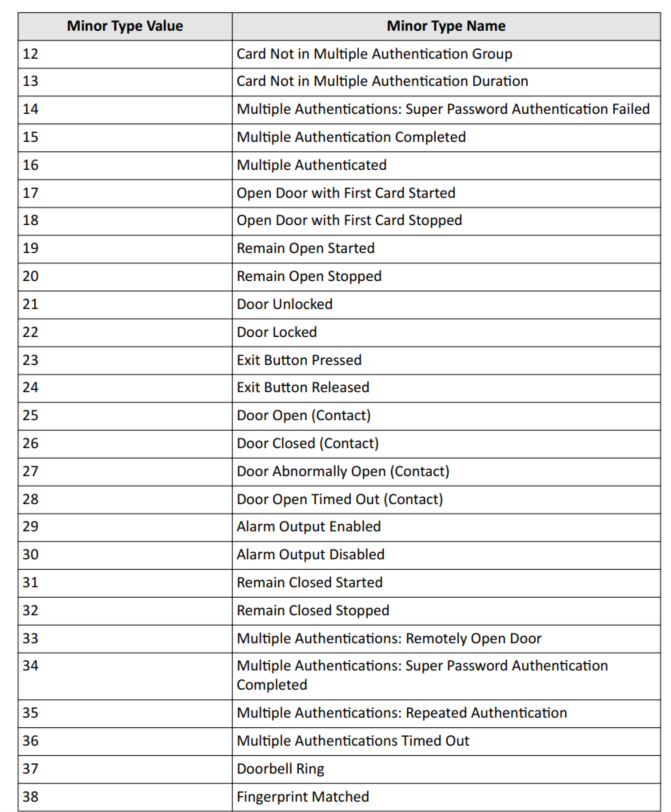 Minor Type Value Minor Type Name
12 Card Not in Multiple Authentication Group
13 Card Not in Multiple Authentication Duration
14 Multiple Authentications: Super Password Authentication Failed
15 Multiple Authentication Completed
16 Multiple Authenticated
17 Open Door with First Card Started
18 Open Door with First Card Stopped
19 Remain Open Started
20 Remain Open Stopped
21 Door Unlocked
22 Door Locked
23 Exit Button Pressed
24 Exit Button Released
25 Door Open (Contact)
26 Door Closed (Contact)
27 Door Abnormally Open (Contact)
28 Door Open Timed Out (Contact)
29 Alarm Output Enabled
30 Alarm Output Disabled
31 Remain Closed Started
32 Remain Closed Stopped
33 Multiple Authentications: Remotely Open Door
34 Multiple Authentications: Super Password Authentication
Completed
35 Multiple Authentications: Repeated Authentication
36 Multiple Authentications Timed Out
37 Doorbell Ring
38 Fingerprint Matched